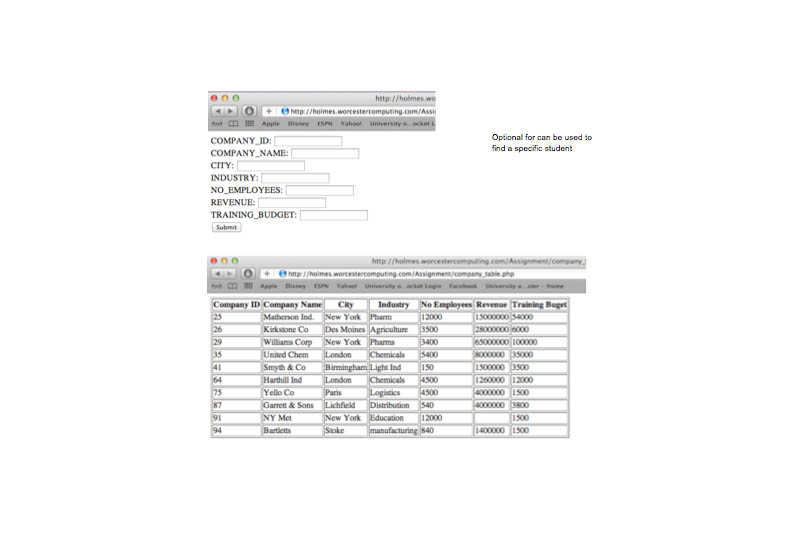 http://holmes.wo
http://holmes.worcestercomputing.com/Assi
Apple Disney ESPN Yahoo! University o...ocket L
COMPANY_ID:
COMPANY_NAME:
CITY:
INDUSTRY:
NO_EMPLOYEES:
REVENUE:
TRAINING_BUDGET:
Submit
Optional for can be used to
find a specific student
http://holmes.worcestercomputing.com/Assignment/company_
http://holmes.worcestercomputing.com/Assignment/company_table.php
Apple Disney ESPN Yahoo! University o...ocket Login Facebook University o...ster - Home
Company ID Company Name City Industry No Employees Revenue Training Buget
25 Matherson Ind. New York Pharm 12000 15000000 54000
26 Kirkstone Co Des Moines Agriculture 3500 28000000 6000
29 Williams Corp New York Pharms 3400 65000000 100000
35 United Chem London Chemicals 5400 8000000 35000
41 Smyth & Co Birmingham Light Ind 150 1500000 3500
64 Harthill Ind London Chemicals 4500 1260000 12000
75 Yello Co Paris Logistics 4500 4000000 1500
87 Garrett & Sons Lichfield Distribution 540 4000000 3800
91 NY Met New York Education 12000 1500
94 Bartletts Stoke manufacturing 840 1400000 1500